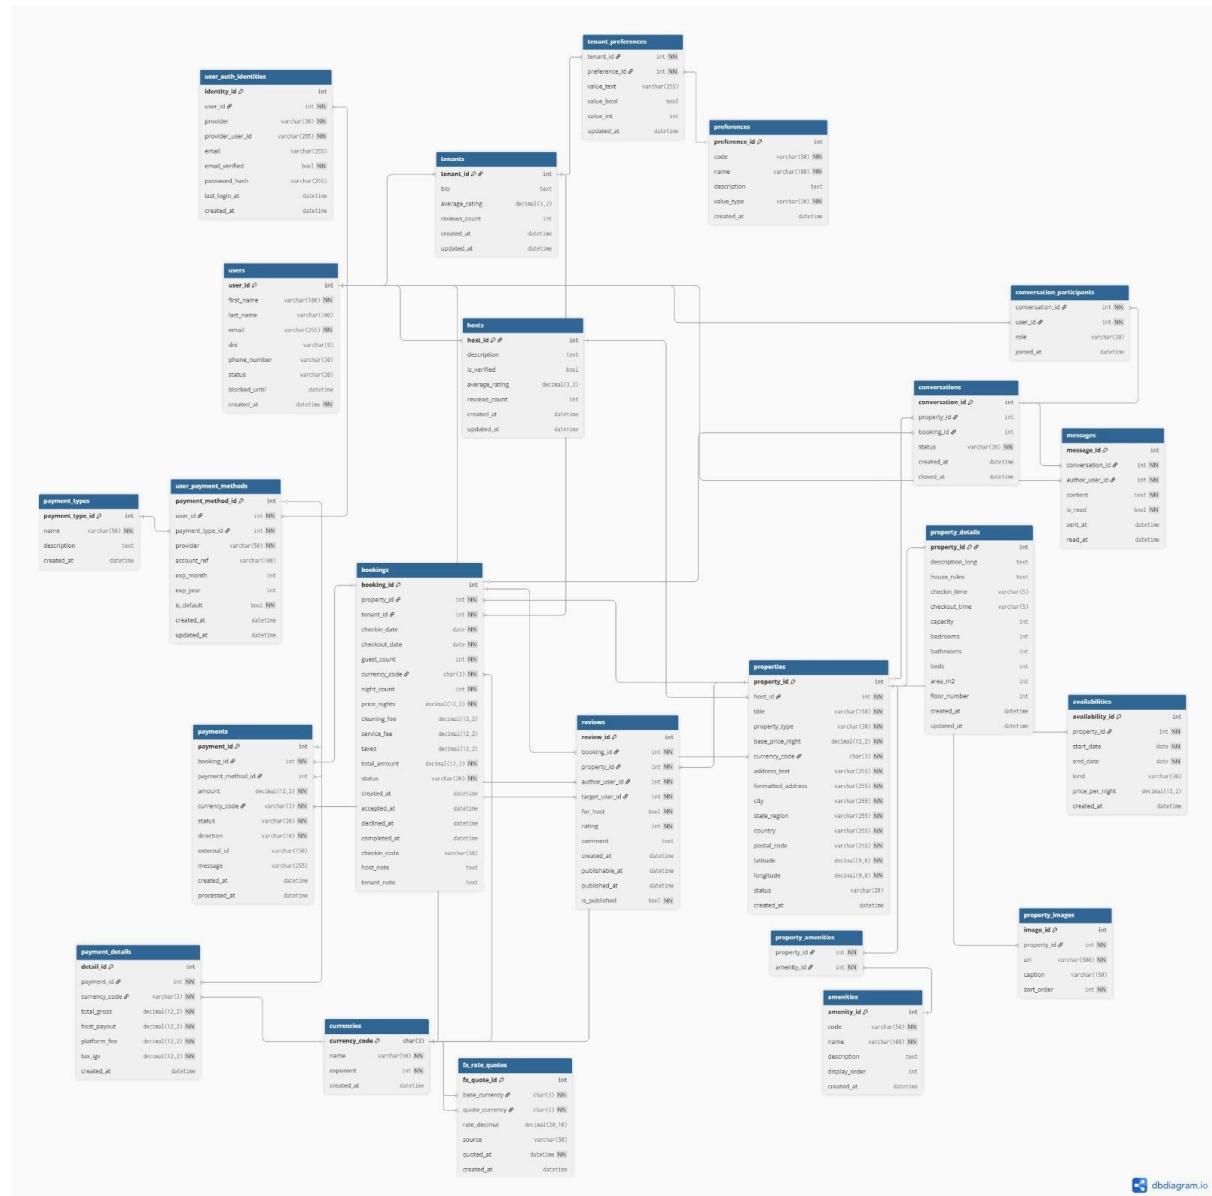 tenant_preferences
tenant_id int NN
preference_id int NN
value_text varchar(255)
value_bool bool
value_int int
updated_at datetime
user_auth_identities
identity_id int
user_id int NN
provider varchar(30) NN
provider_user_id varchar(255) NN
email varchar(255)
email_verified bool NN
password_hash varchar(255)
last_login_at datetime
created_at datetime
preferences
preference_id int
code varchar(50) NN
name varchar(100) NN
description text
value_type varchar(20) NN
created_at datetime
tenants
tenant_id int
bio text
average_rating decimal(3,2)
reviews_count int
created_at datetime
updated_at datetime
users
user_id int
first_name varchar(100) NN
last_name varchar(100)
email varchar(255) NN
dni varchar(9)
phone_number varchar(30)
status varchar(20)
blocked_until datetime
created_at datetime NN
conversation_participants
conversation_id int NN
user_id int NN
role varchar(20)
joined_at datetime
hosts
host_id int
description text
is_verified bool
average_rating decimal(3,2)
reviews_count int
created_at datetime
updated_at datetime
conversations
conversation_id int
property_id int
booking_id int
status varchar(20) NN
created_at datetime
closed_at datetime
messages
message_id int
conversation_id int NN
author_user_id int NN
content text NN
is_read bool NN
sent_at datetime
read_at datetime
payment_types
payment_type_id int
name varchar(50) NN
description text
created_at datetime
user_payment_methods
payment_method_id int
user_id int NN
payment_type_id int NN
provider varchar(50) NN
account_ref varchar(100)
exp_month int
exp_year int
is_default bool NN
created_at datetime
updated_at datetime
property_details
property_id int
description_long text
house_rules text
checkin_time varchar(5)
checkout_time varchar(5)
capacity int
bedrooms int
bathrooms int
beds int
area_m2 int
floor_number int
created_at datetime
updated_at datetime
bookings
booking_id int
property_id int NN
tenant_id int NN
checkin_date date NN
checkout_date date NN
guest_count int NN
currency_code char(3) NN
night_count int NN
price_nights decimal(12,2) NN
cleaning_fee decimal(12,2)
service_fee decimal(12,2)
taxes decimal(12,2)
total_amount decimal(12,2) NN
status varchar(20) NN
created_at datetime
accepted_at datetime
declined_at datetime
completed_at datetime
checkin_code varchar(50)
host_note text
tenant_note text
properties
property_id int
host_id int NN
title varchar(150) NN
property_type varchar(30) NN
base_price_night decimal(12,2) NN
currency_code char(3) NN
address_text varchar(255) NN
formatted_address varchar(255) NN
city varchar(255) NN
state_region varchar(255) NN
country varchar(255) NN
postal_code varchar(255) NN
latitude decimal(9,6) NN
longitude decimal(9,6) NN
status varchar(20)
created_at datetime
availabilities
availability_id int
property_id int NN
start_date date NN
end_date date NN
kind varchar(30)
price_per_night decimal(12,2)
created_at datetime
reviews
review_id int
booking_id int NN
property_id int NN
author_user_id int NN
target_user_id int NN
for_host bool NN
rating int NN
comment text
created_at datetime
publishable_at datetime
published_at datetime
is_published bool NN
payments
payment_id int
booking_id int NN
payment_method_id int
amount decimal(12,2) NN
currency_code varchar(3) NN
status varchar(20) NN
direction varchar(10) NN
external_id varchar(150)
message varchar(255)
created_at datetime
processed_at datetime
property_images
image_id int
property_id int NN
url varchar(500) NN
caption varchar(150)
sort_order int NN
property_amenities
property_id int NN
amenity_id int NN
payment_details
detail_id int
payment_id int NN
currency_code varchar(3) NN
total_gross decimal(12,2) NN
host_payout decimal(12,2) NN
platform_fee decimal(12,2) NN
tax_igv decimal(12,2) NN
created_at datetime
amenities
amenity_id int
code varchar(50) NN
name varchar(100) NN
description text
display_order int
created_at datetime
currencies
currency_code char(3)
name varchar(50) NN
exponent int NN
created_at datetime
fx_rate_quotes
fx_quote_id int
base_currency char(3) NN
quote_currency char(3) NN
rate_decimal decimal(20,10)
source varchar(50)
quoted_at datetime NN
created_at datetime
dbdiagram.io